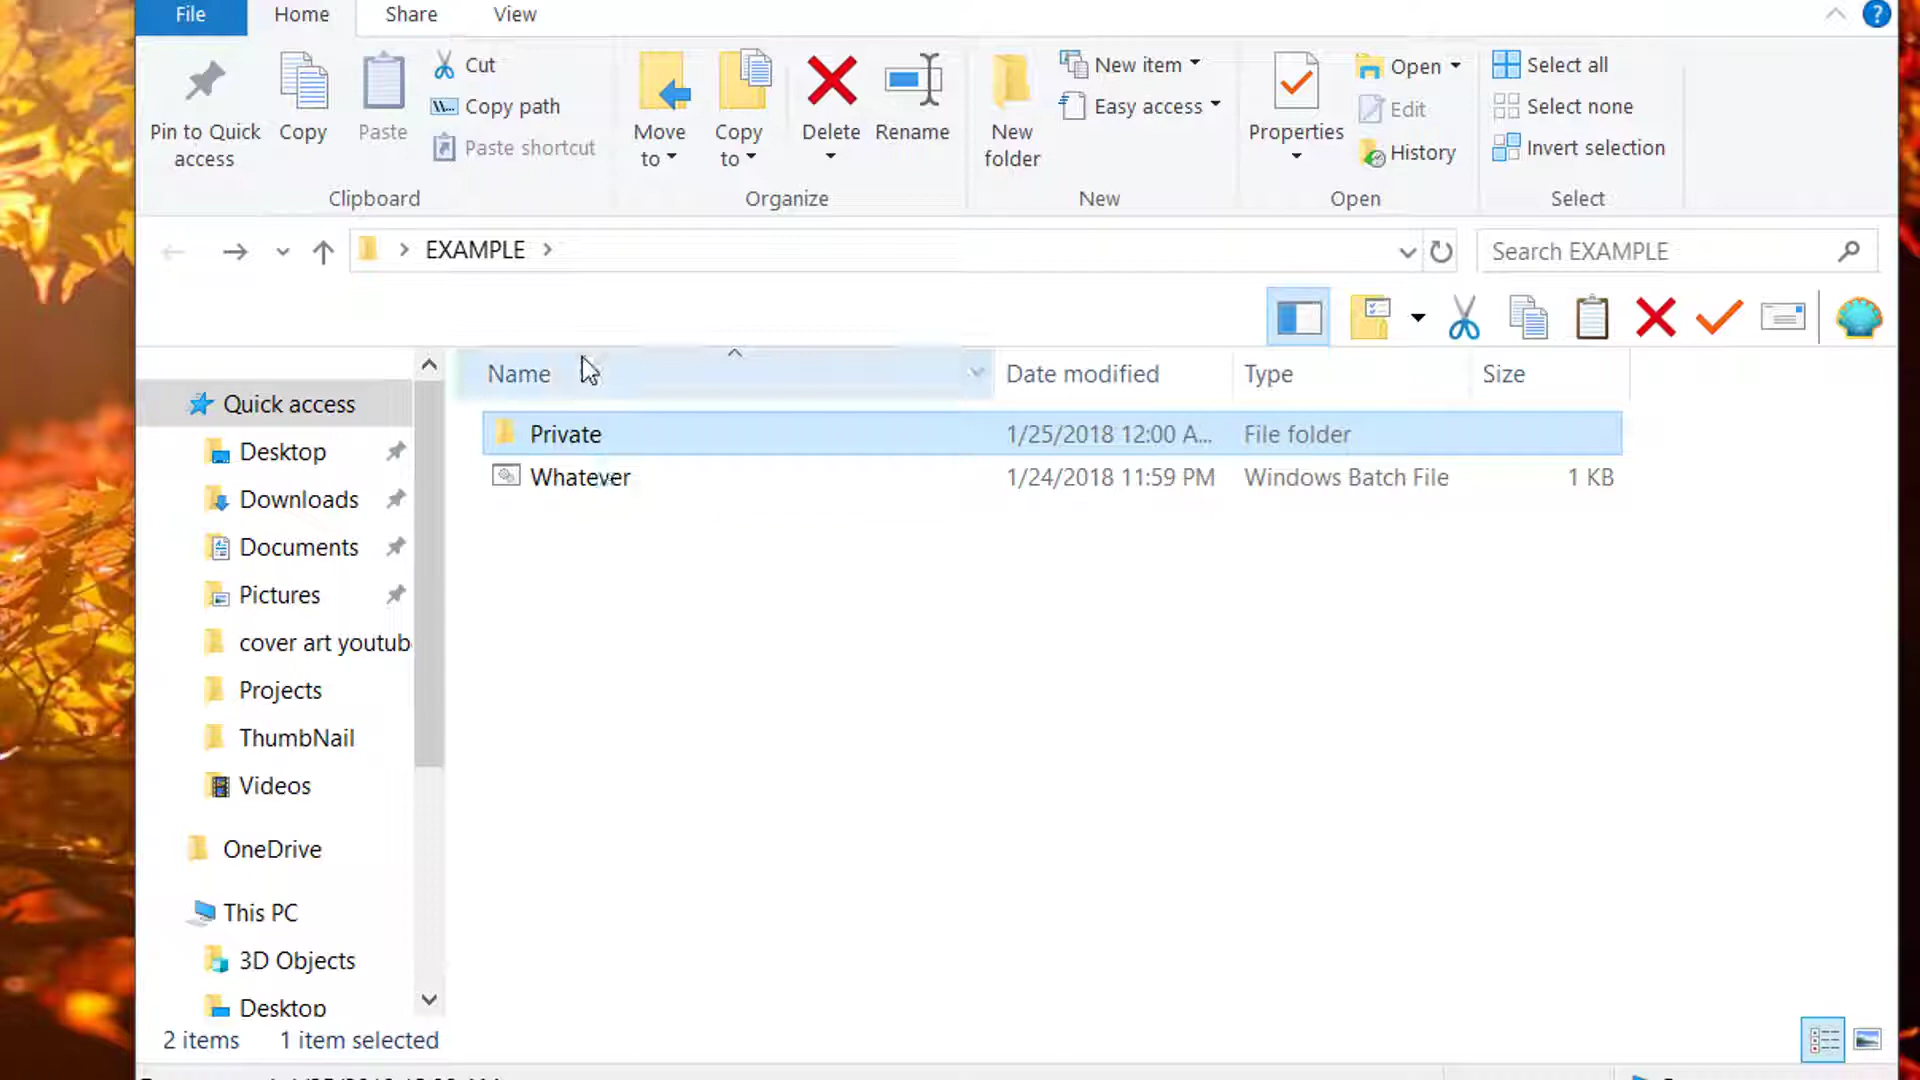 File Home Share View
Pin to Quick access
Copy
Paste
Cut
Copy path
Paste shortcut
Clipboard
Move to
Copy to
Delete
Rename
Organize
New folder
New item
Easy access
New
Properties
Open
Edit
History
Open
Select all
Select none
Invert selection
Select
EXAMPLE
Search EXAMPLE
Name Date modified Type Size
Private 1/25/2018 12:00 A... File folder
Whatever 1/24/2018 11:59 PM Windows Batch File 1 KB
Quick access
Desktop
Downloads
Documents
Pictures
cover art youtub
Projects
ThumbNail
Videos
OneDrive
This PC
3D Objects
Desktop
2 items 1 item selected